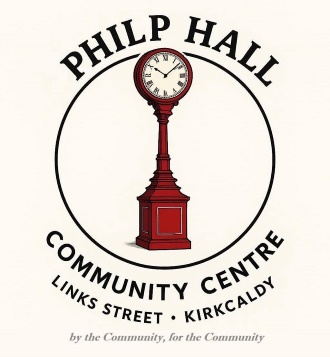 PHILP HALL
COMMUNITY CENTRE
LINKS STREET • KIRKCALDY
by the Community, for the Community